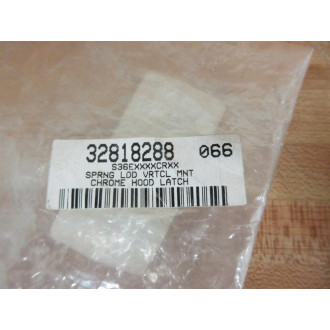 32818288 066
S36EXXXXCRXX
SPRNG LOD VRTCL MNT
CHROME HOOD LATCH